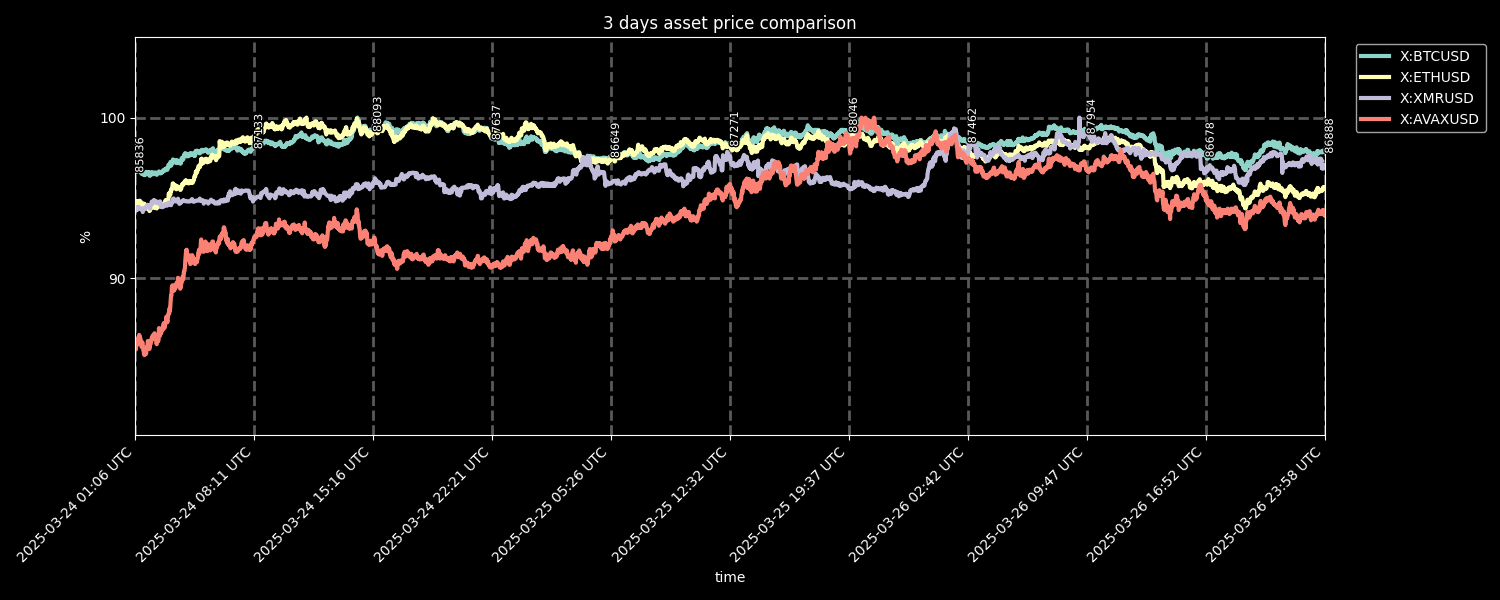 3 days asset price comparison
X:BTCUSD
X:ETHUSD
X:XMRUSD
X:AVAXUSD
100
90
%
85836
87133
88093
87637
86649
87271
88046
87462
87954
86678
86888
2025-03-24 01:06 UTC
2025-03-24 08:11 UTC
2025-03-24 15:16 UTC
2025-03-24 22:21 UTC
2025-03-25 05:26 UTC
2025-03-25 12:32 UTC
2025-03-25 19:37 UTC
2025-03-26 02:42 UTC
2025-03-26 09:47 UTC
2025-03-26 16:52 UTC
2025-03-26 23:58 UTC
time